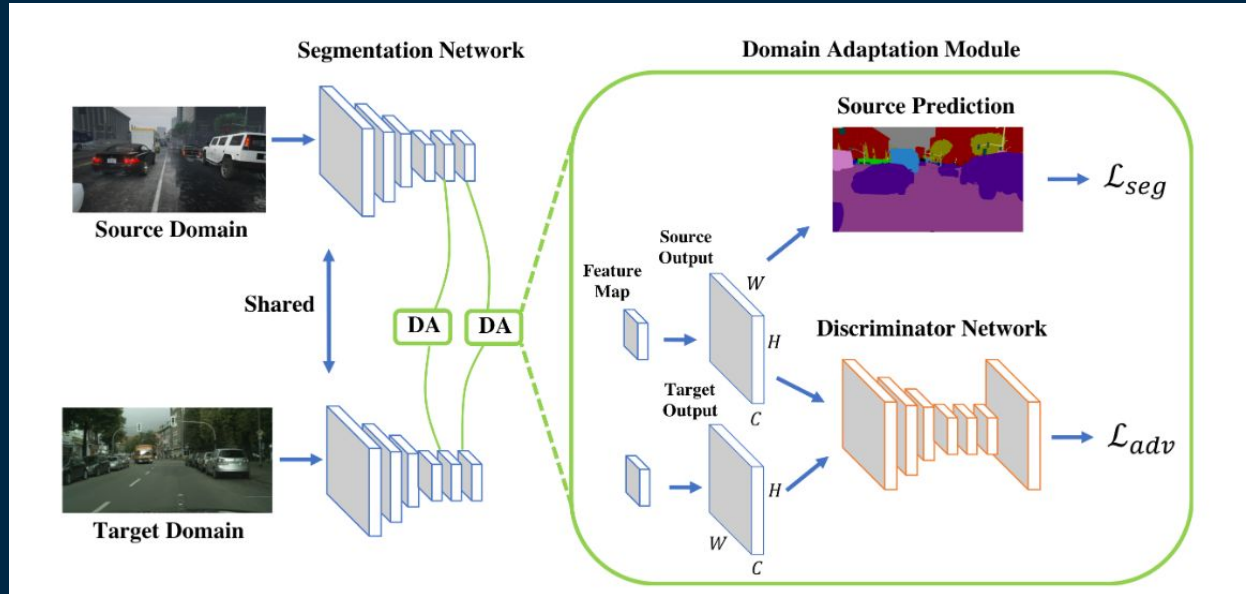 Segmentation Network
Domain Adaptation Module
Source Prediction
Source Domain
ℒ_seg
Source
Output
Feature
Map
W
H
C
Shared
DA
DA
Discriminator Network
Target
Output
H
W
C
ℒ_adv
Target Domain